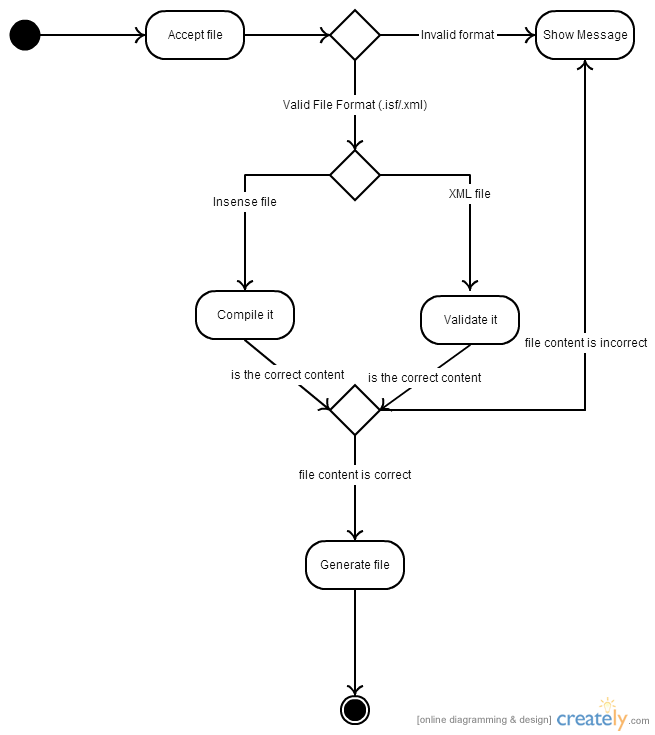 Accept file
Invalid format
Show Message
Valid File Format (.isf/.xml)
Insense file
XML file
Compile it
Validate it
file content is incorrect
is the correct content
is the correct content
file content is correct
Generate file
[online diagramming & design] creately.com